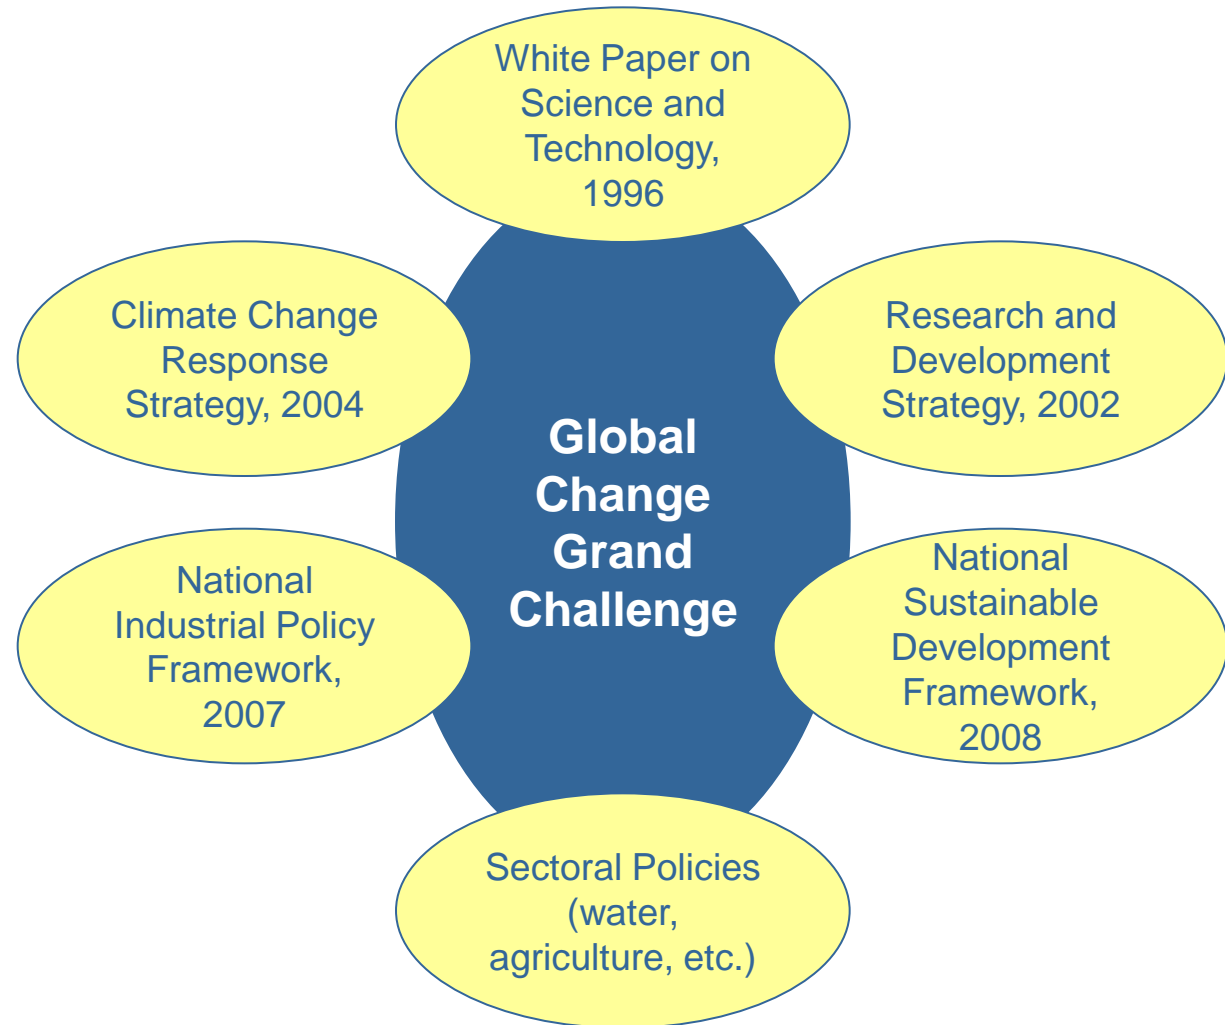 White Paper on
Science and
Technology,
1996
Climate Change
Response
Strategy, 2004
Research and
Development
Strategy, 2002
Global
Change
Grand
Challenge
National
Industrial Policy
Framework,
2007
National
Sustainable
Development
Framework,
2008
Sectoral Policies
(water,
agriculture, etc.)